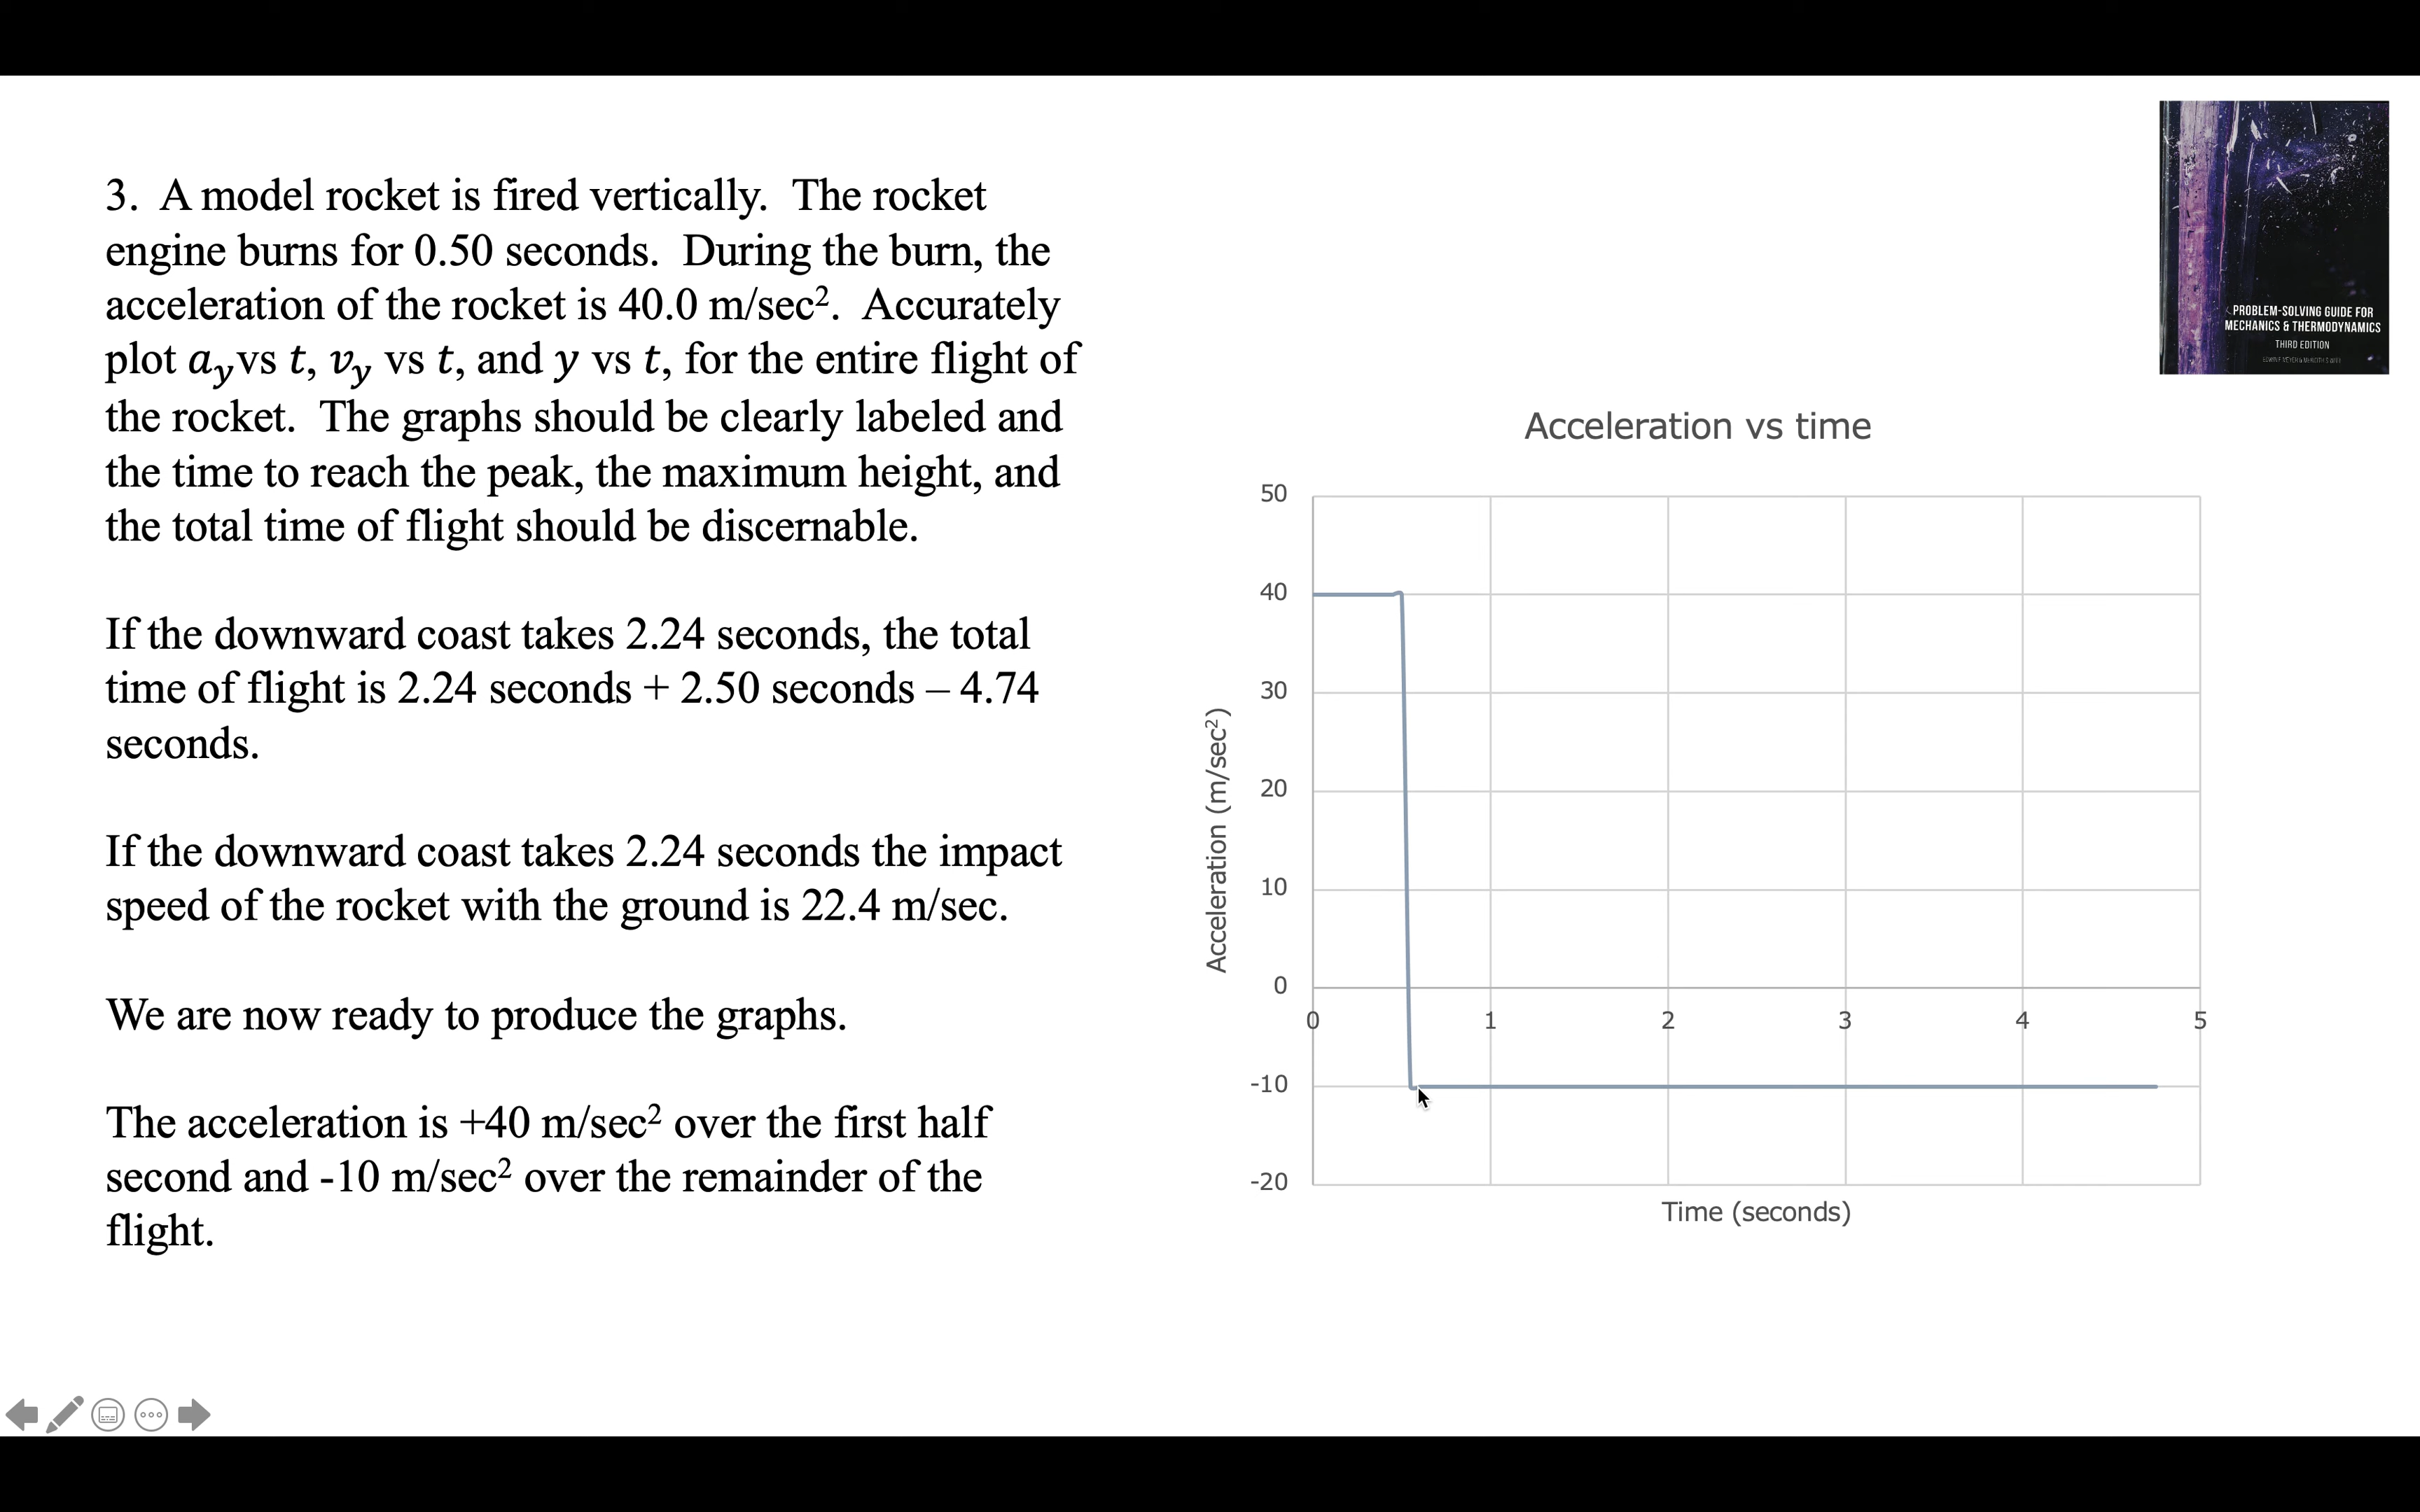 3.  A model rocket is fired vertically.  The rocket
engine burns for 0.50 seconds.  During the burn, the
acceleration of the rocket is 40.0 m/sec².  Accurately
plot a_y vs t, v_y vs t, and y vs t, for the entire flight of
the rocket.  The graphs should be clearly labeled and
the time to reach the peak, the maximum height, and
the total time of flight should be discernable.
If the downward coast takes 2.24 seconds, the total
time of flight is 2.24 seconds + 2.50 seconds – 4.74
seconds.
If the downward coast takes 2.24 seconds the impact
speed of the rocket with the ground is 22.4 m/sec.
We are now ready to produce the graphs.
The acceleration is +40 m/sec² over the first half
second and -10 m/sec² over the remainder of the
flight.
PROBLEM-SOLVING GUIDE FOR
MECHANICS & THERMODYNAMICS
THIRD EDITION
Acceleration vs time
50
40
30
20
10
0
-10
-20
Acceleration (m/sec²)
0 1 2 3 4 5
Time (seconds)